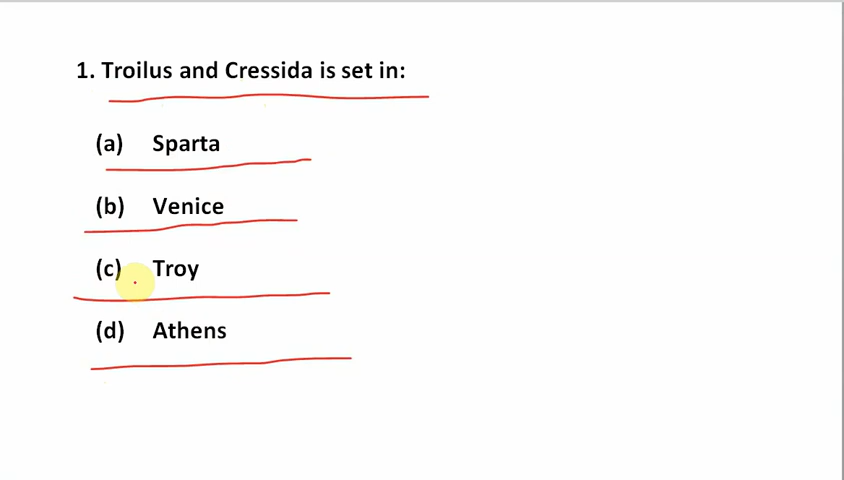 1. Troilus and Cressida is set in:
(a) Sparta
(b) Venice
(c) Troy
(d) Athens